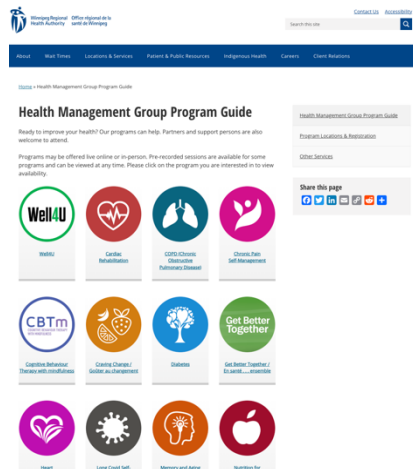 Contact Us Accessibility
Winnipeg Regional Office régional de la
Health Authority santé de Winnipeg
Search this site
About Wait Times Locations & Services Patient & Public Resources Indigenous Health Careers Client Relations
Home » Health Management Group Program Guide
Health Management Group Program Guide
Ready to improve your health? Our programs can help. Partners and support persons are also
welcome to attend.
Programs may be offered live online or in-person. Pre-recorded sessions are available for some
programs and can be viewed at any time. Please click on the program you are interested in to view
availability.
Health Management Group Program Guide
Program Locations & Registration
Other Services
Share this page
Well4U
Well4U
Cardiac
Rehabilitation
COPD (Chronic
Obstructive
Pulmonary Disease)
Chronic Pain
Self-Management
CBTm
Get Better
Together
Cognitive Behaviour
Therapy with mindfulness
Craving Change /
Goûter au changement
Diabetes
Get Better Together /
En santé . . . ensemble
Heart
Long Covid Self-
Memory and Aging
Nutrition for